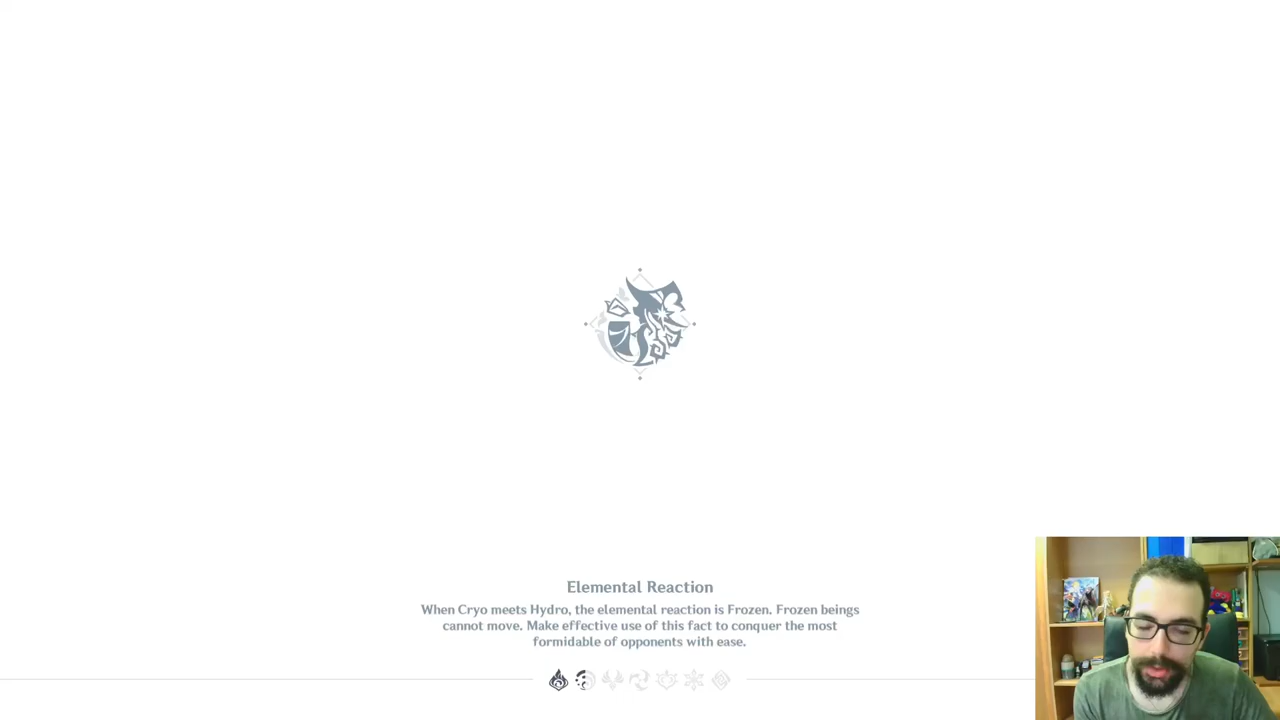 Elemental Reaction
When Cryo meets Hydro, the elemental reaction is Frozen. Frozen beings
cannot move. Make effective use of this fact to conquer the most
formidable of opponents with ease.